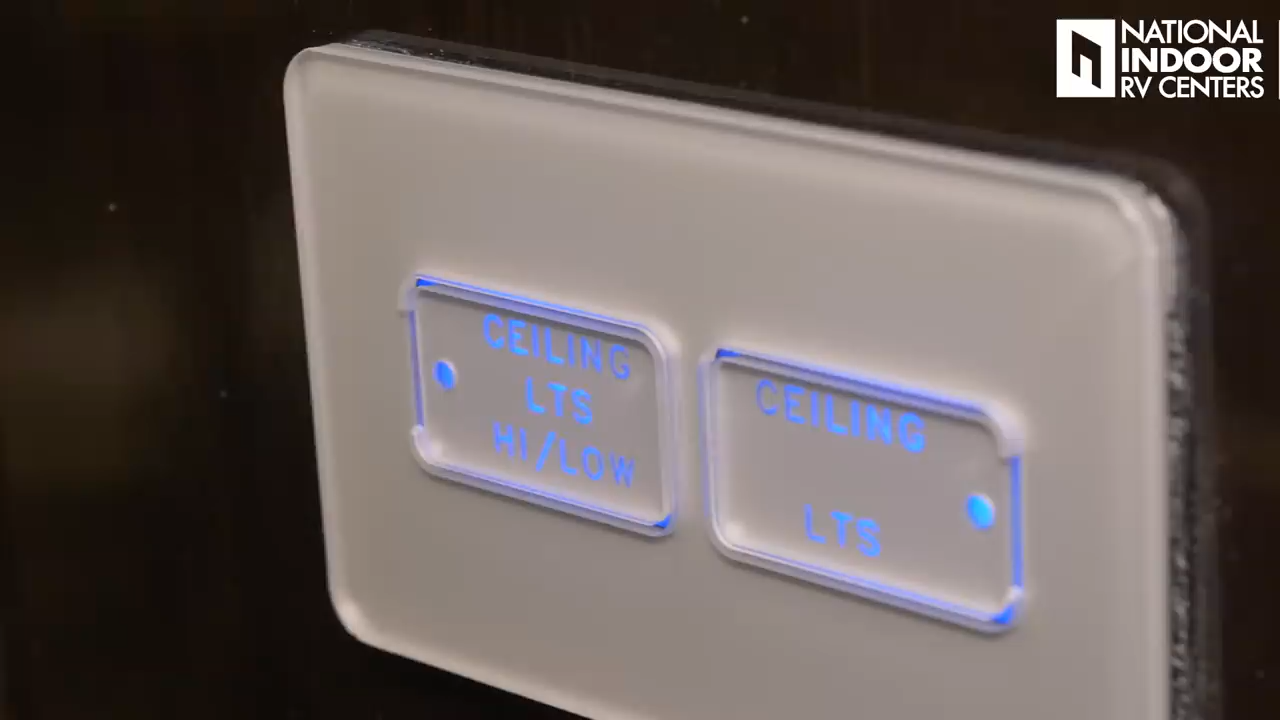 NATIONAL
INDOOR
RV CENTERS
CEILING
LTS
HI/LOW
CEILING
LTS